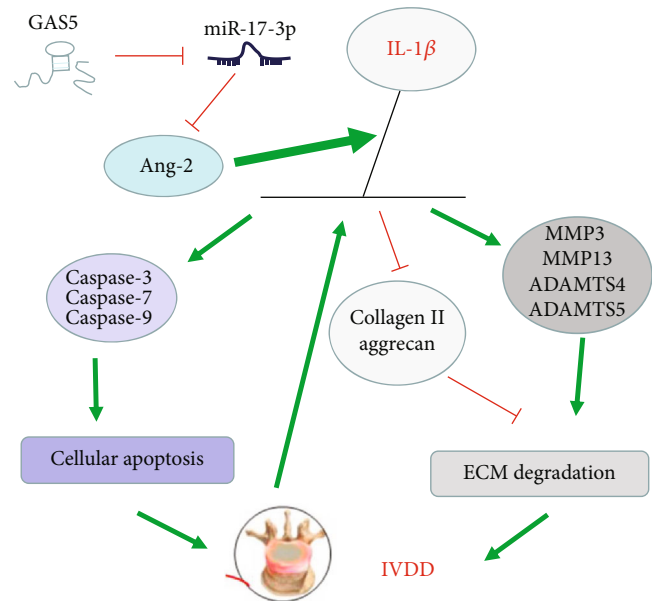 GAS5
miR-17-3p
IL-1β
Ang-2
Caspase-3
Caspase-7
Caspase-9
Collagen II
aggrecan
MMP3
MMP13
ADAMTS4
ADAMTS5
Cellular apoptosis
ECM degradation
IVDD